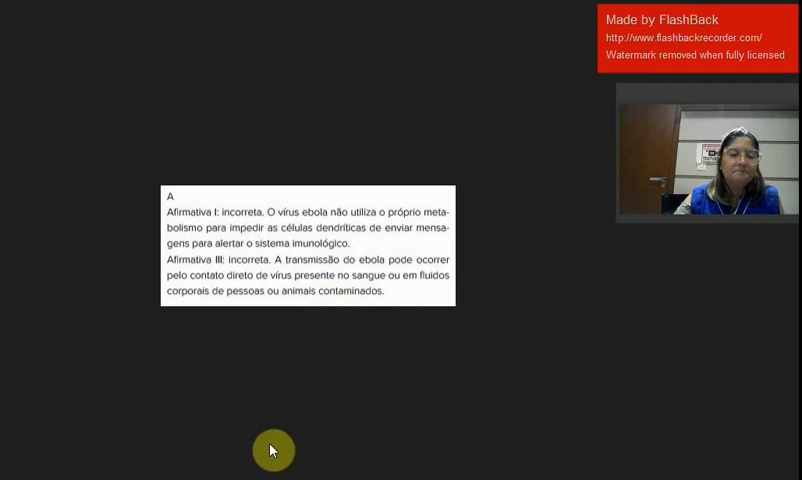 Made by FlashBack
http://www.flashbackrecorder.com/
Watermark removed when fully licensed
A
Afirmativa I: incorreta. O vírus ebola não utiliza o próprio meta-
bolismo para impedir as células dendríticas de enviar mensa-
gens para alertar o sistema imunológico.
Afirmativa III: incorreta. A transmissão do ebola pode ocorrer
pelo contato direto de vírus presente no sangue ou em fluidos
corporais de pessoas ou animais contaminados.